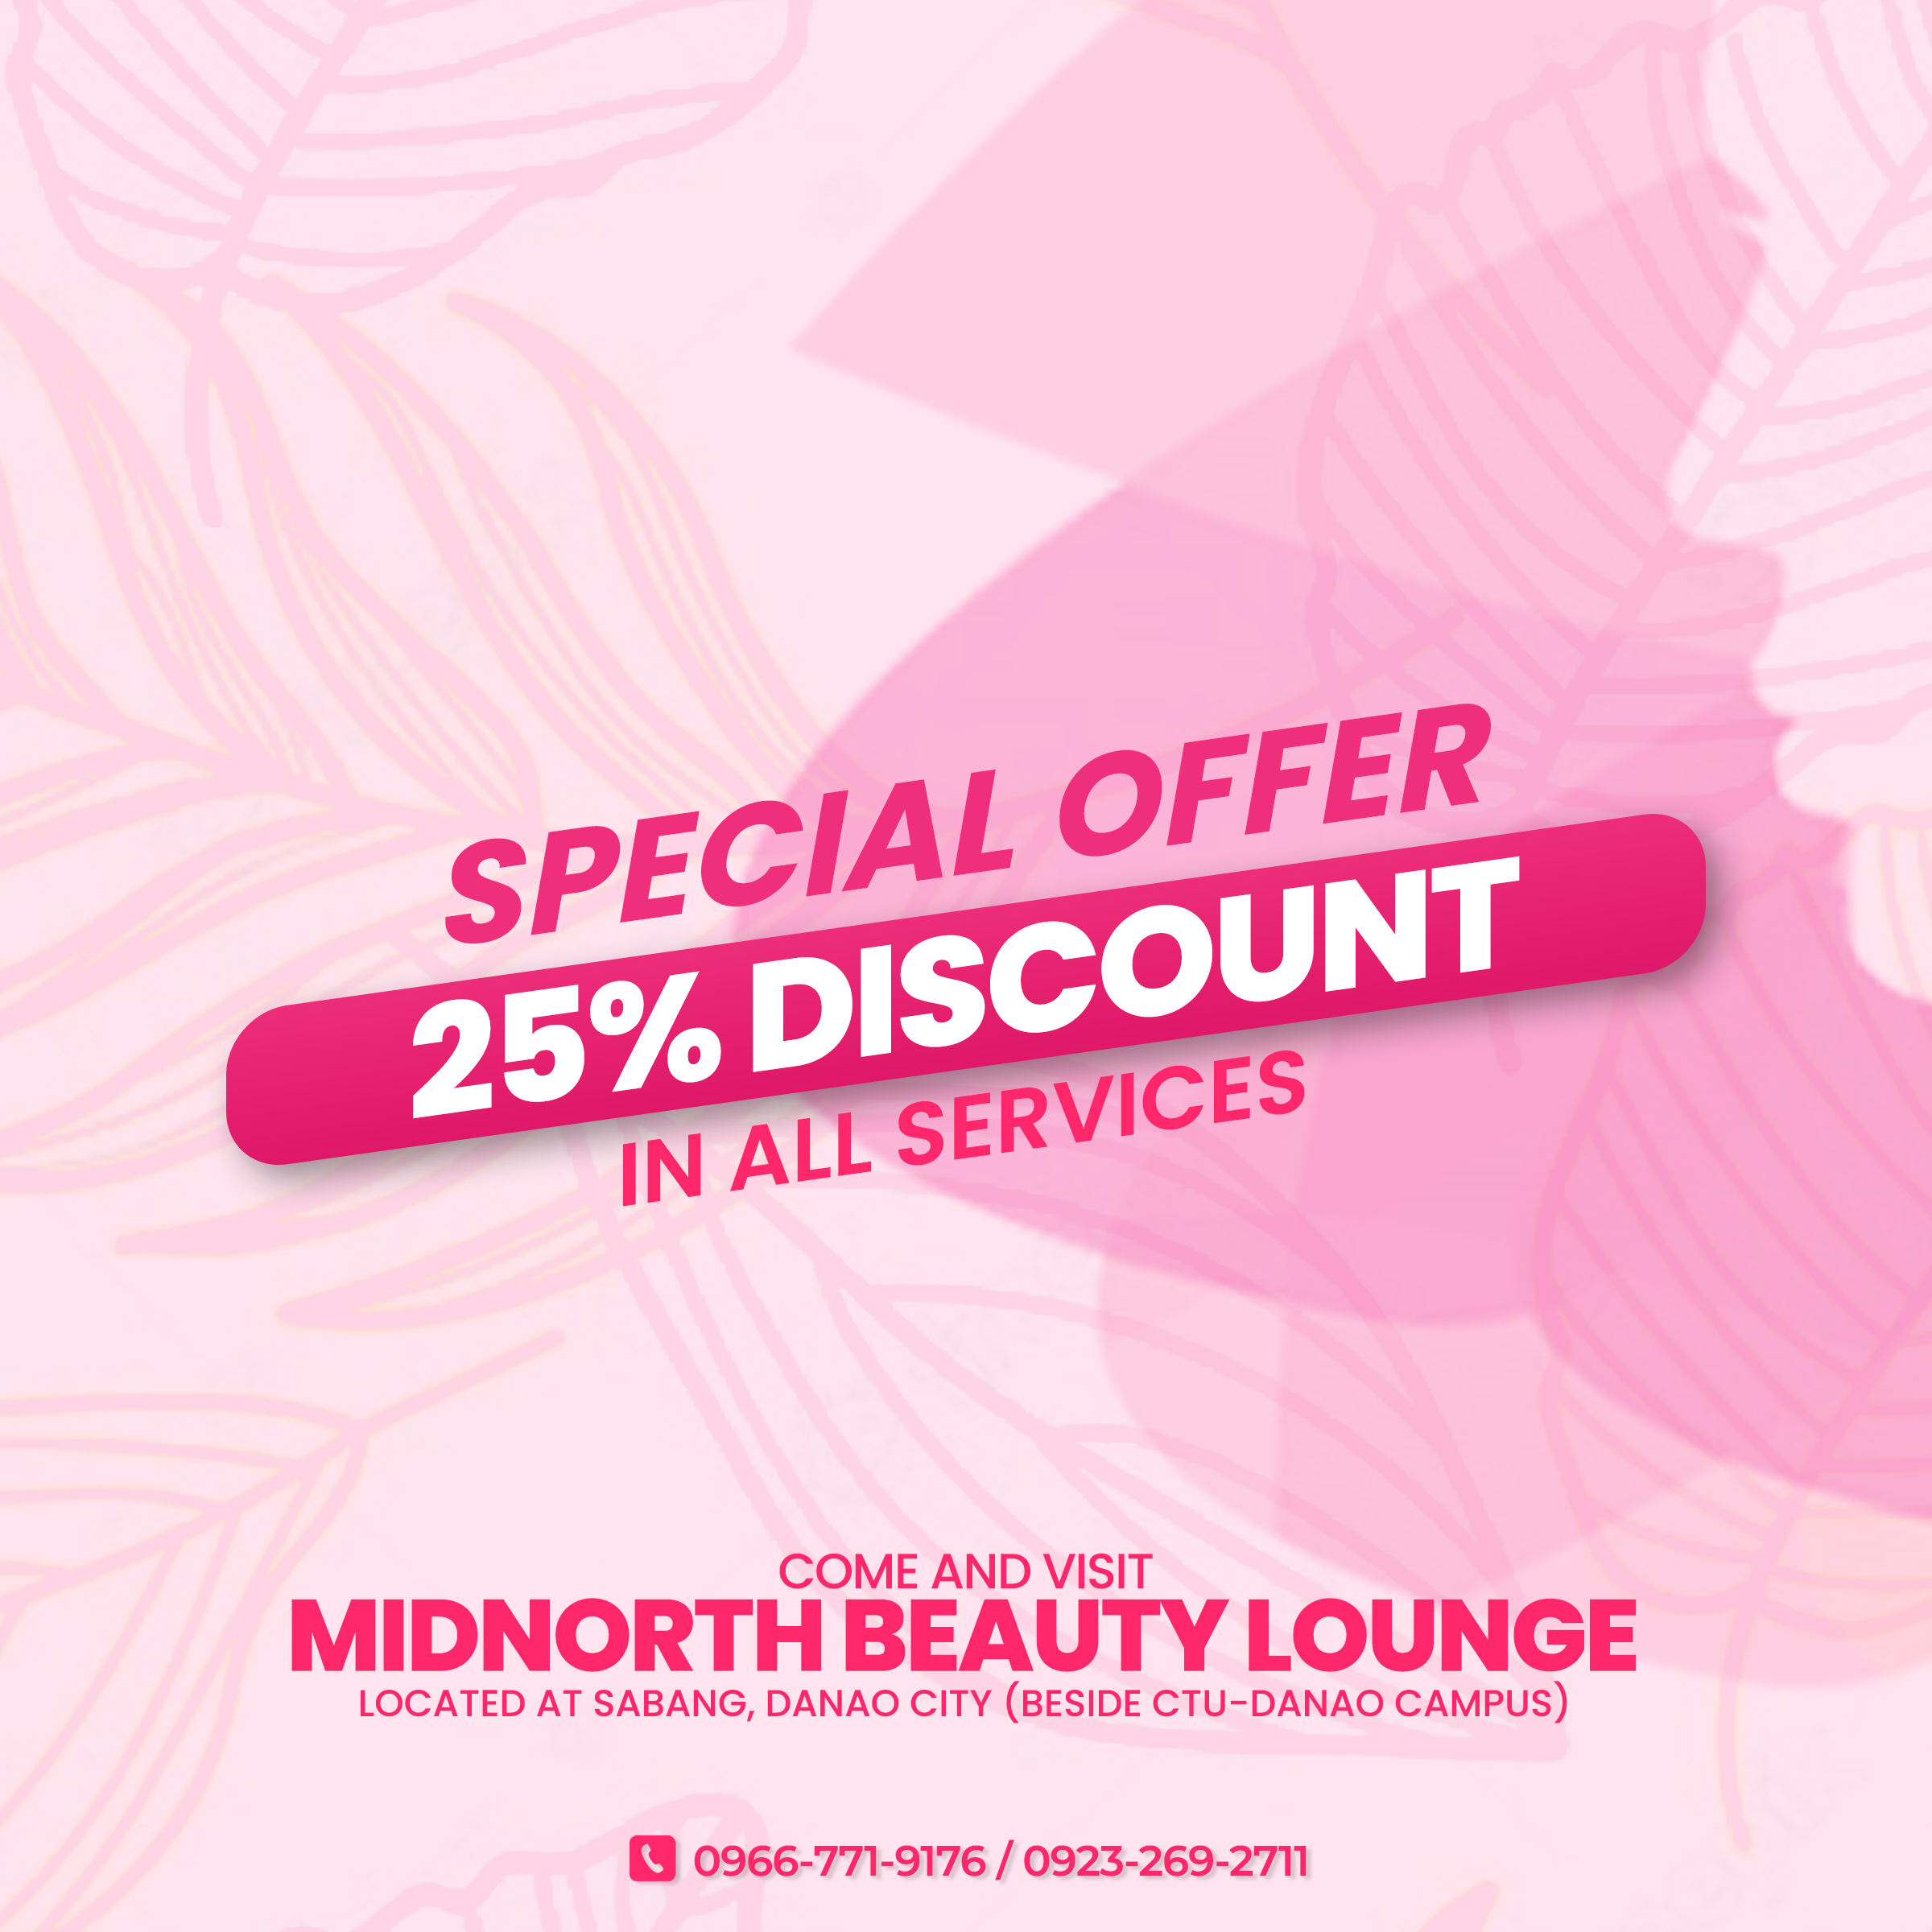 SPECIAL OFFER
25% DISCOUNT
IN ALL SERVICES
COME AND VISIT
MIDNORTH BEAUTY LOUNGE
LOCATED AT SABANG, DANAO CITY (BESIDE CTU-DANAO CAMPUS)
0966-771-9176 / 0923-269-2711